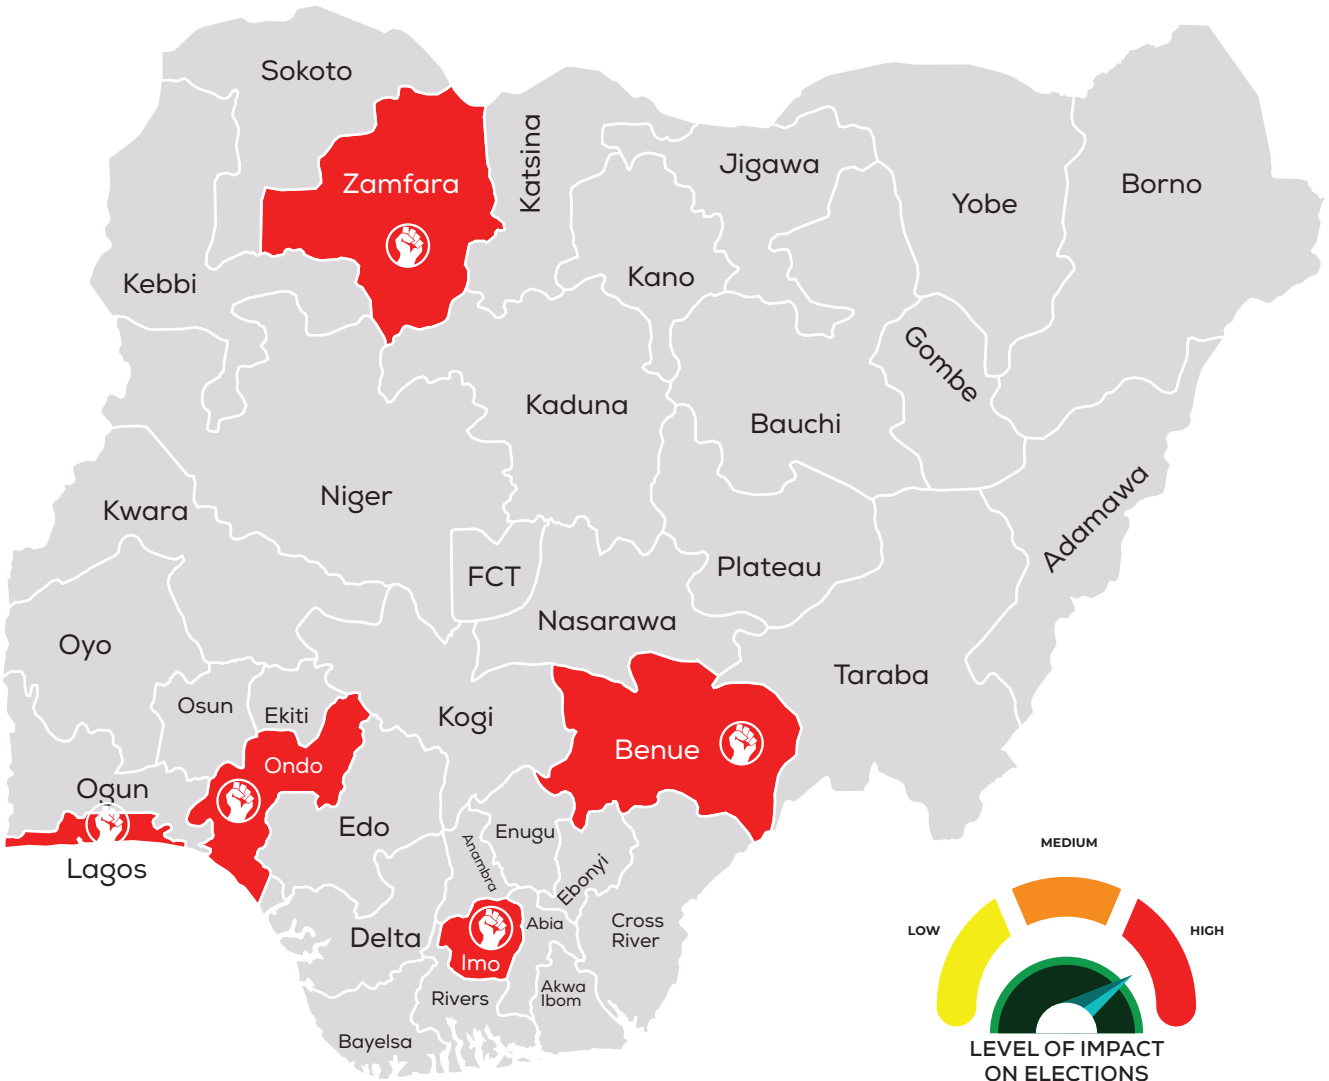 Sokoto
Zamfara
Katsina
Jigawa
Yobe
Borno
Kebbi
Kano
Gombe
Kaduna
Bauchi
Niger
Kwara
Adamawa
FCT
Plateau
Nasarawa
Oyo
Taraba
Osun
Ekiti
Kogi
Benue
Ondo
Ogun
Edo
Enugu
Anambra
Ebonyi
Lagos
Delta
Abia
Cross
River
Imo
Rivers
Akwa
Ibom
Bayelsa
MEDIUM
LOW
HIGH
LEVEL OF IMPACT
ON ELECTIONS